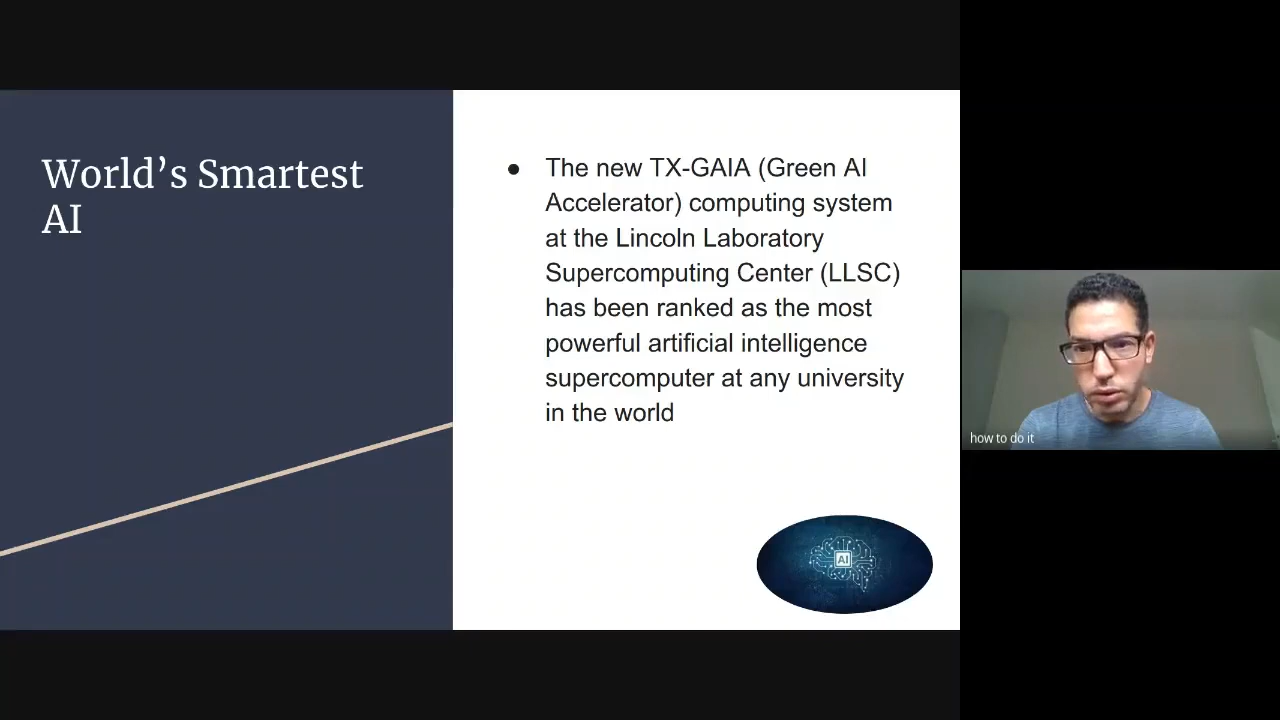 World’s Smartest
AI
● The new TX-GAIA (Green AI
Accelerator) computing system
at the Lincoln Laboratory
Supercomputing Center (LLSC)
has been ranked as the most
powerful artificial intelligence
supercomputer at any university
in the world
AI
how to do it